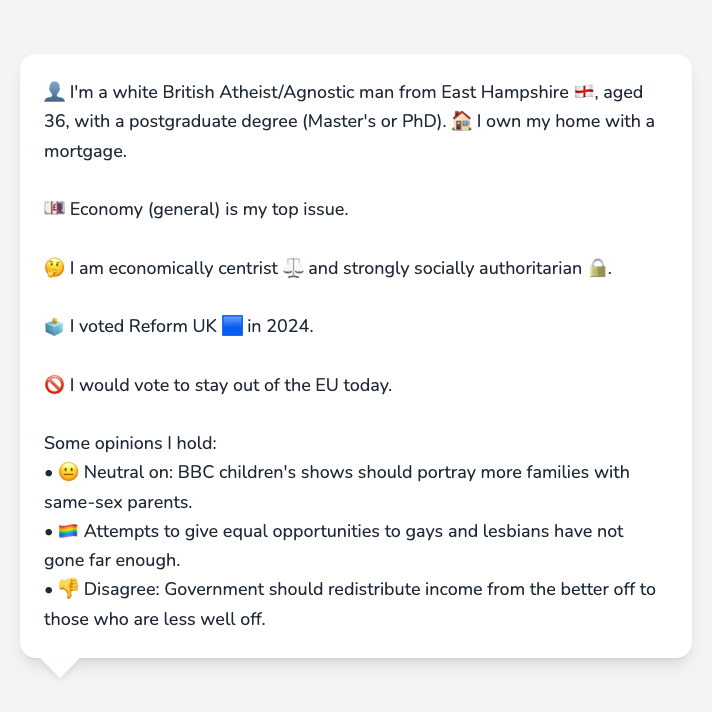 👤 I'm a white British Atheist/Agnostic man from East Hampshire 🏴󠁧󠁢󠁥󠁮󠁧󠁿, aged
36, with a postgraduate degree (Master's or PhD). 🏠 I own my home with a
mortgage.
💷 Economy (general) is my top issue.
🤔 I am economically centrist ⚖️ and strongly socially authoritarian 🔒.
🗳️ I voted Reform UK 🟦 in 2024.
🚫 I would vote to stay out of the EU today.
Some opinions I hold:
• 😐 Neutral on: BBC children's shows should portray more families with
same-sex parents.
• 🏳️‍🌈 Attempts to give equal opportunities to gays and lesbians have not
gone far enough.
• 👎 Disagree: Government should redistribute income from the better off to
those who are less well off.